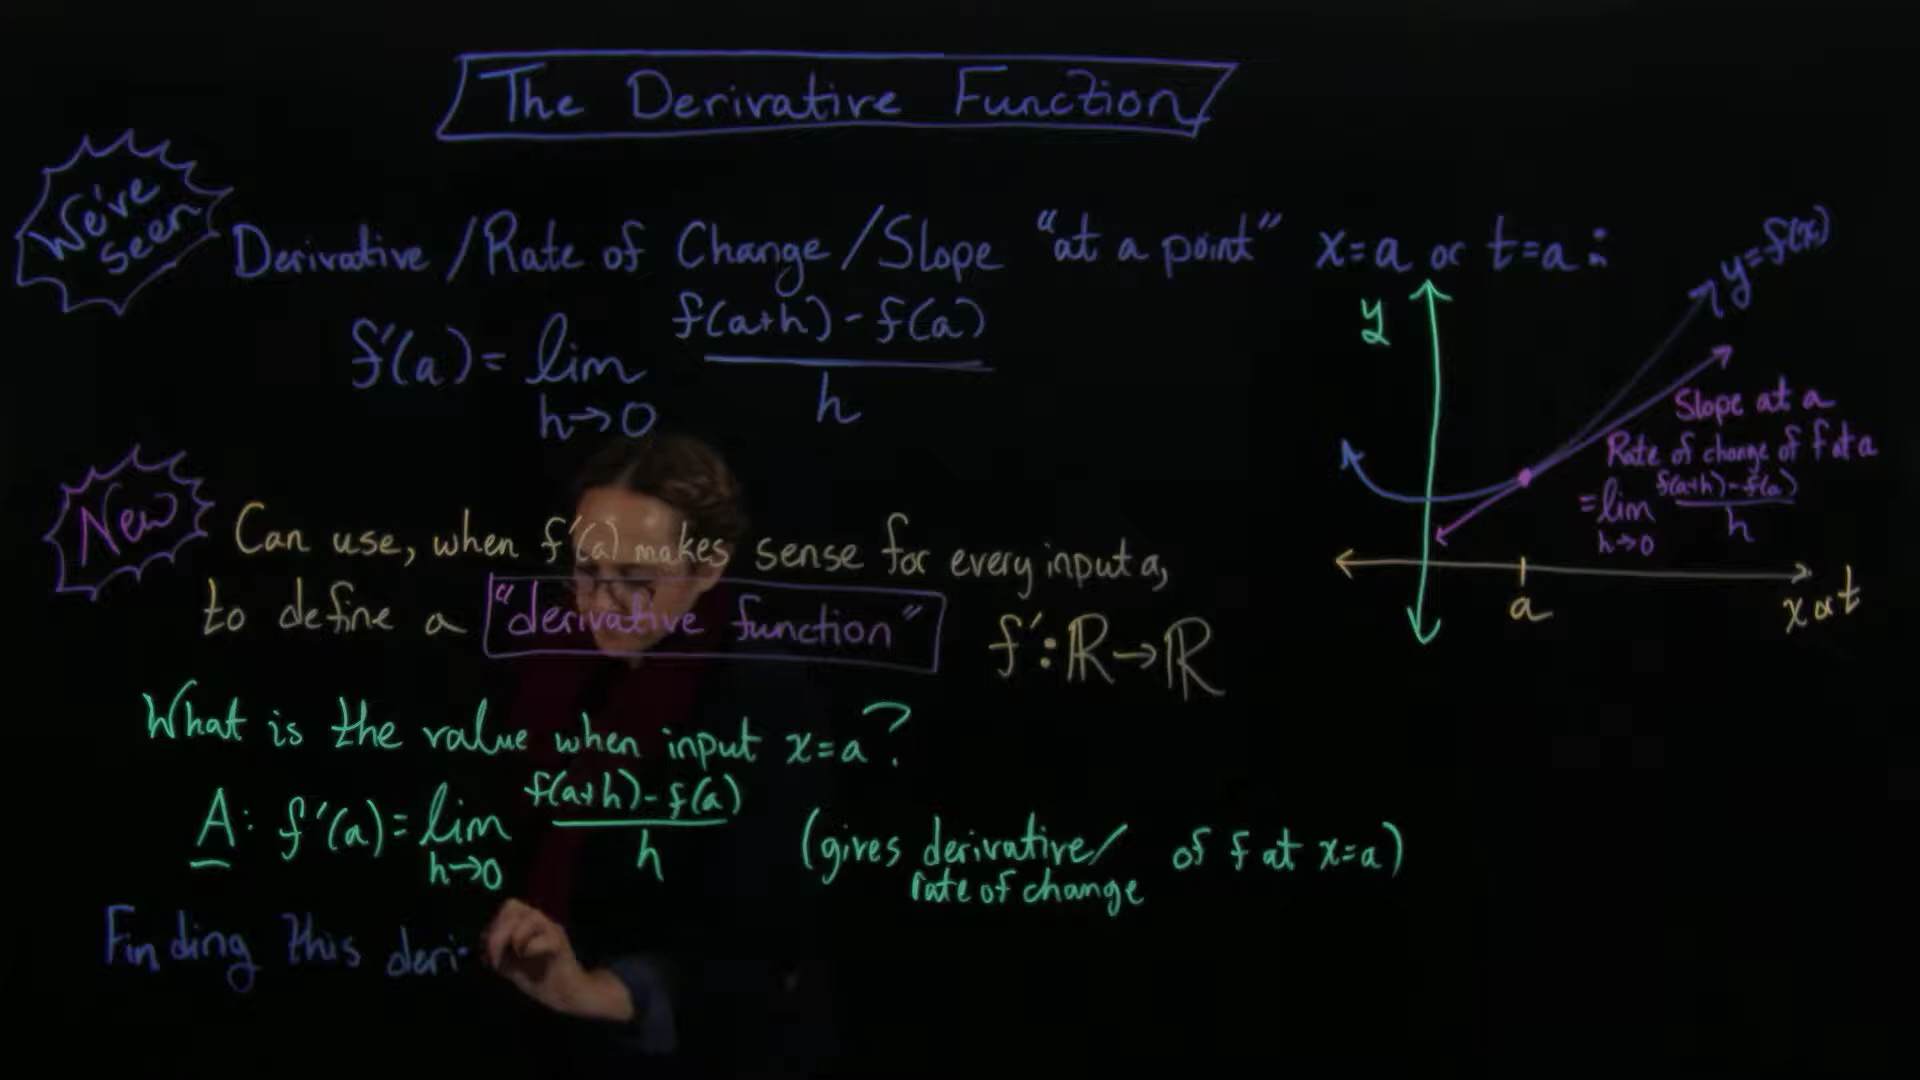 The Derivative Function
We've seen
Derivative/Rate of Change/Slope "at a point" x=a or t=a:
f'(a) = lim h→0 f(a+h)-f(a) / h
y
y=f(x)
Slope at a
Rate of change of f at a
= lim h→0 f(a+h)-f(a) / h
a
x or t
New
Can use, when f'(a) makes sense for every input a,
to define a "derivative function" f': ℝ→ℝ
What is the value when input x=a?
A: f'(a) = lim h→0 f(a+h)-f(a) / h (gives derivative/rate of change of f at x=a)
Finding this deri